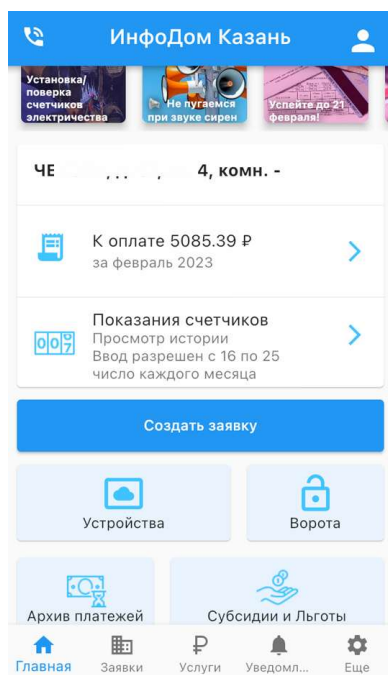 ИнфоДом Казань
Установка/
поверка
счетчиков
электричества
Не пугаемся
при звуке сирен
Успейте до 21
февраля!
ЧЕ , , 4, комн. -
К оплате 5085.39 ₽
за февраль 2023
007
Показания счетчиков
Просмотр истории
Ввод разрешен с 16 по 25
число каждого месяца
Создать заявку
Устройства
Ворота
Архив платежей
Субсидии и Льготы
Главная
Заявки
Услуги
Уведомл...
Еще